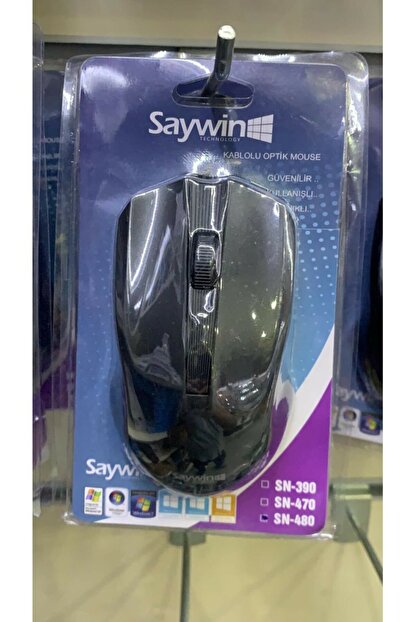 Saywin
TECHNOLOGY
KABLOLU OPTİK MOUSE
GÜVENİLİR ..
KULLANIŞLI..
Saywin
SN-390
SN-470
SN-480